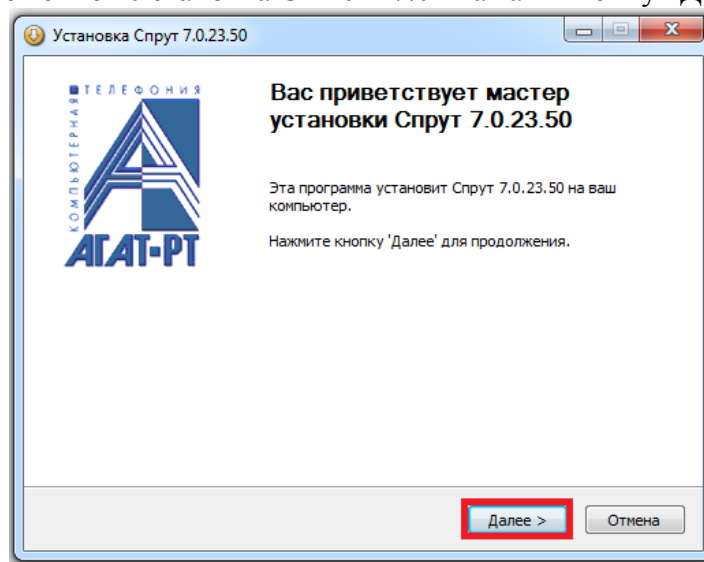 Установка Спрут 7.0.23.50
ТЕЛЕФОНИЯ
КОМПЬЮТЕРНАЯ
АГАТ-РТ
Вас приветствует мастер
установки Спрут 7.0.23.50
Эта программа установит Спрут 7.0.23.50 на ваш
компьютер.
Нажмите кнопку 'Далее' для продолжения.
Далее >
Отмена